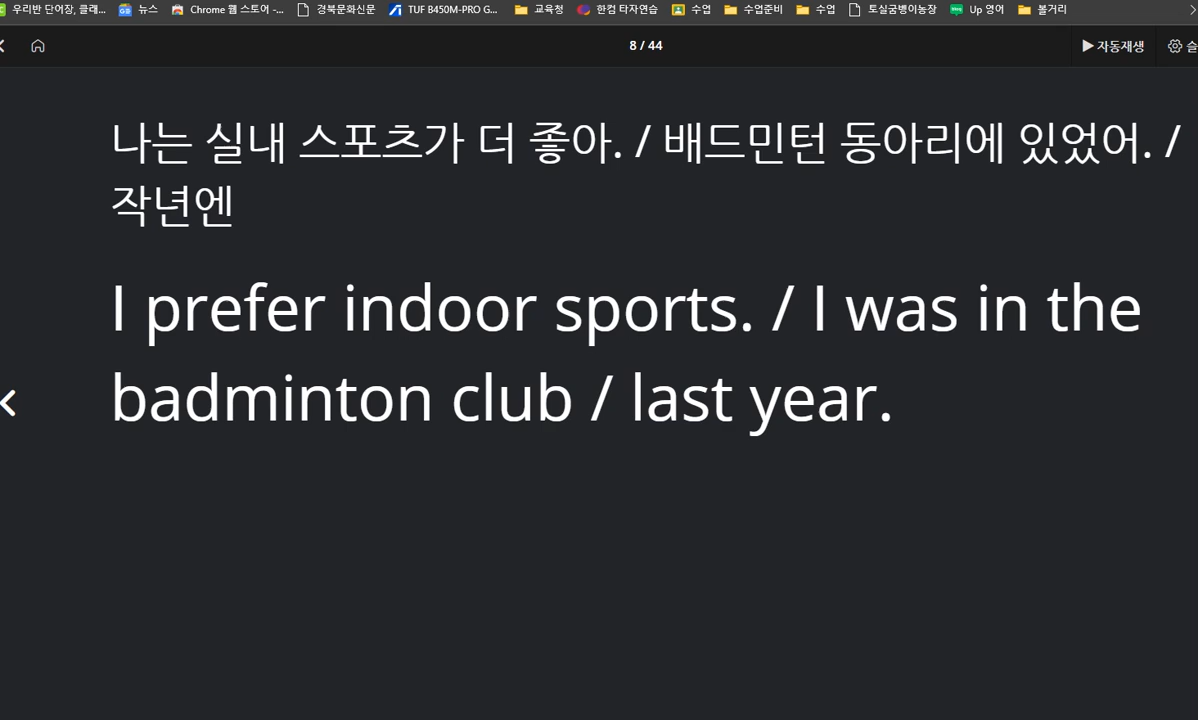 우리반 단어장, 클래... 뉴스 Chrome 웹 스토어 -... 경북문화신문 TUF B450M-PRO G... 교육청 한컴 타자연습 수업 수업준비 수업 토실굼벵이농장 Up 영어 볼거리
8 / 44 자동재생 슬
나는 실내 스포츠가 더 좋아. / 배드민턴 동아리에 있었어. /
작년엔
I prefer indoor sports. / I was in the
badminton club / last year.